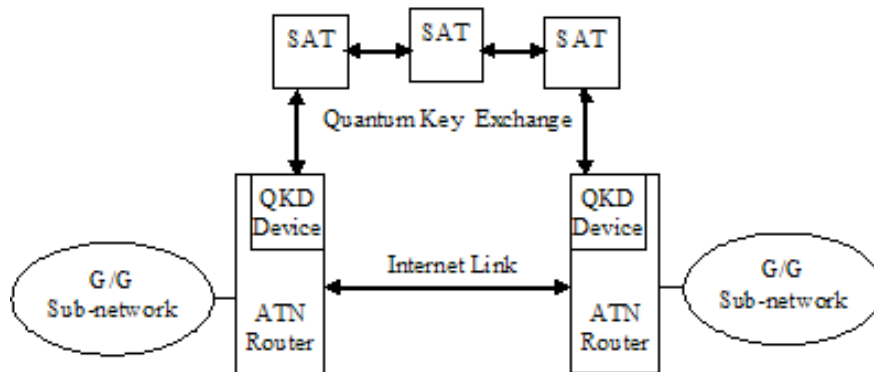 SAT
SAT
SAT
Quantum Key Exchange
QKD
Device
QKD
Device
Internet Link
G/G
Sub-network
G/G
Sub-network
ATN
Router
ATN
Router